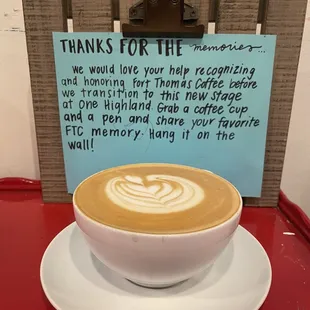 THANKS FOR THE memories...
we would love your help recognizing
and honoring Fort Thomas Coffee before
we transition to this new stage
at One Highland. Grab a coffee cup
and a pen and share your favorite
FTC memory. Hang it on the
wall!